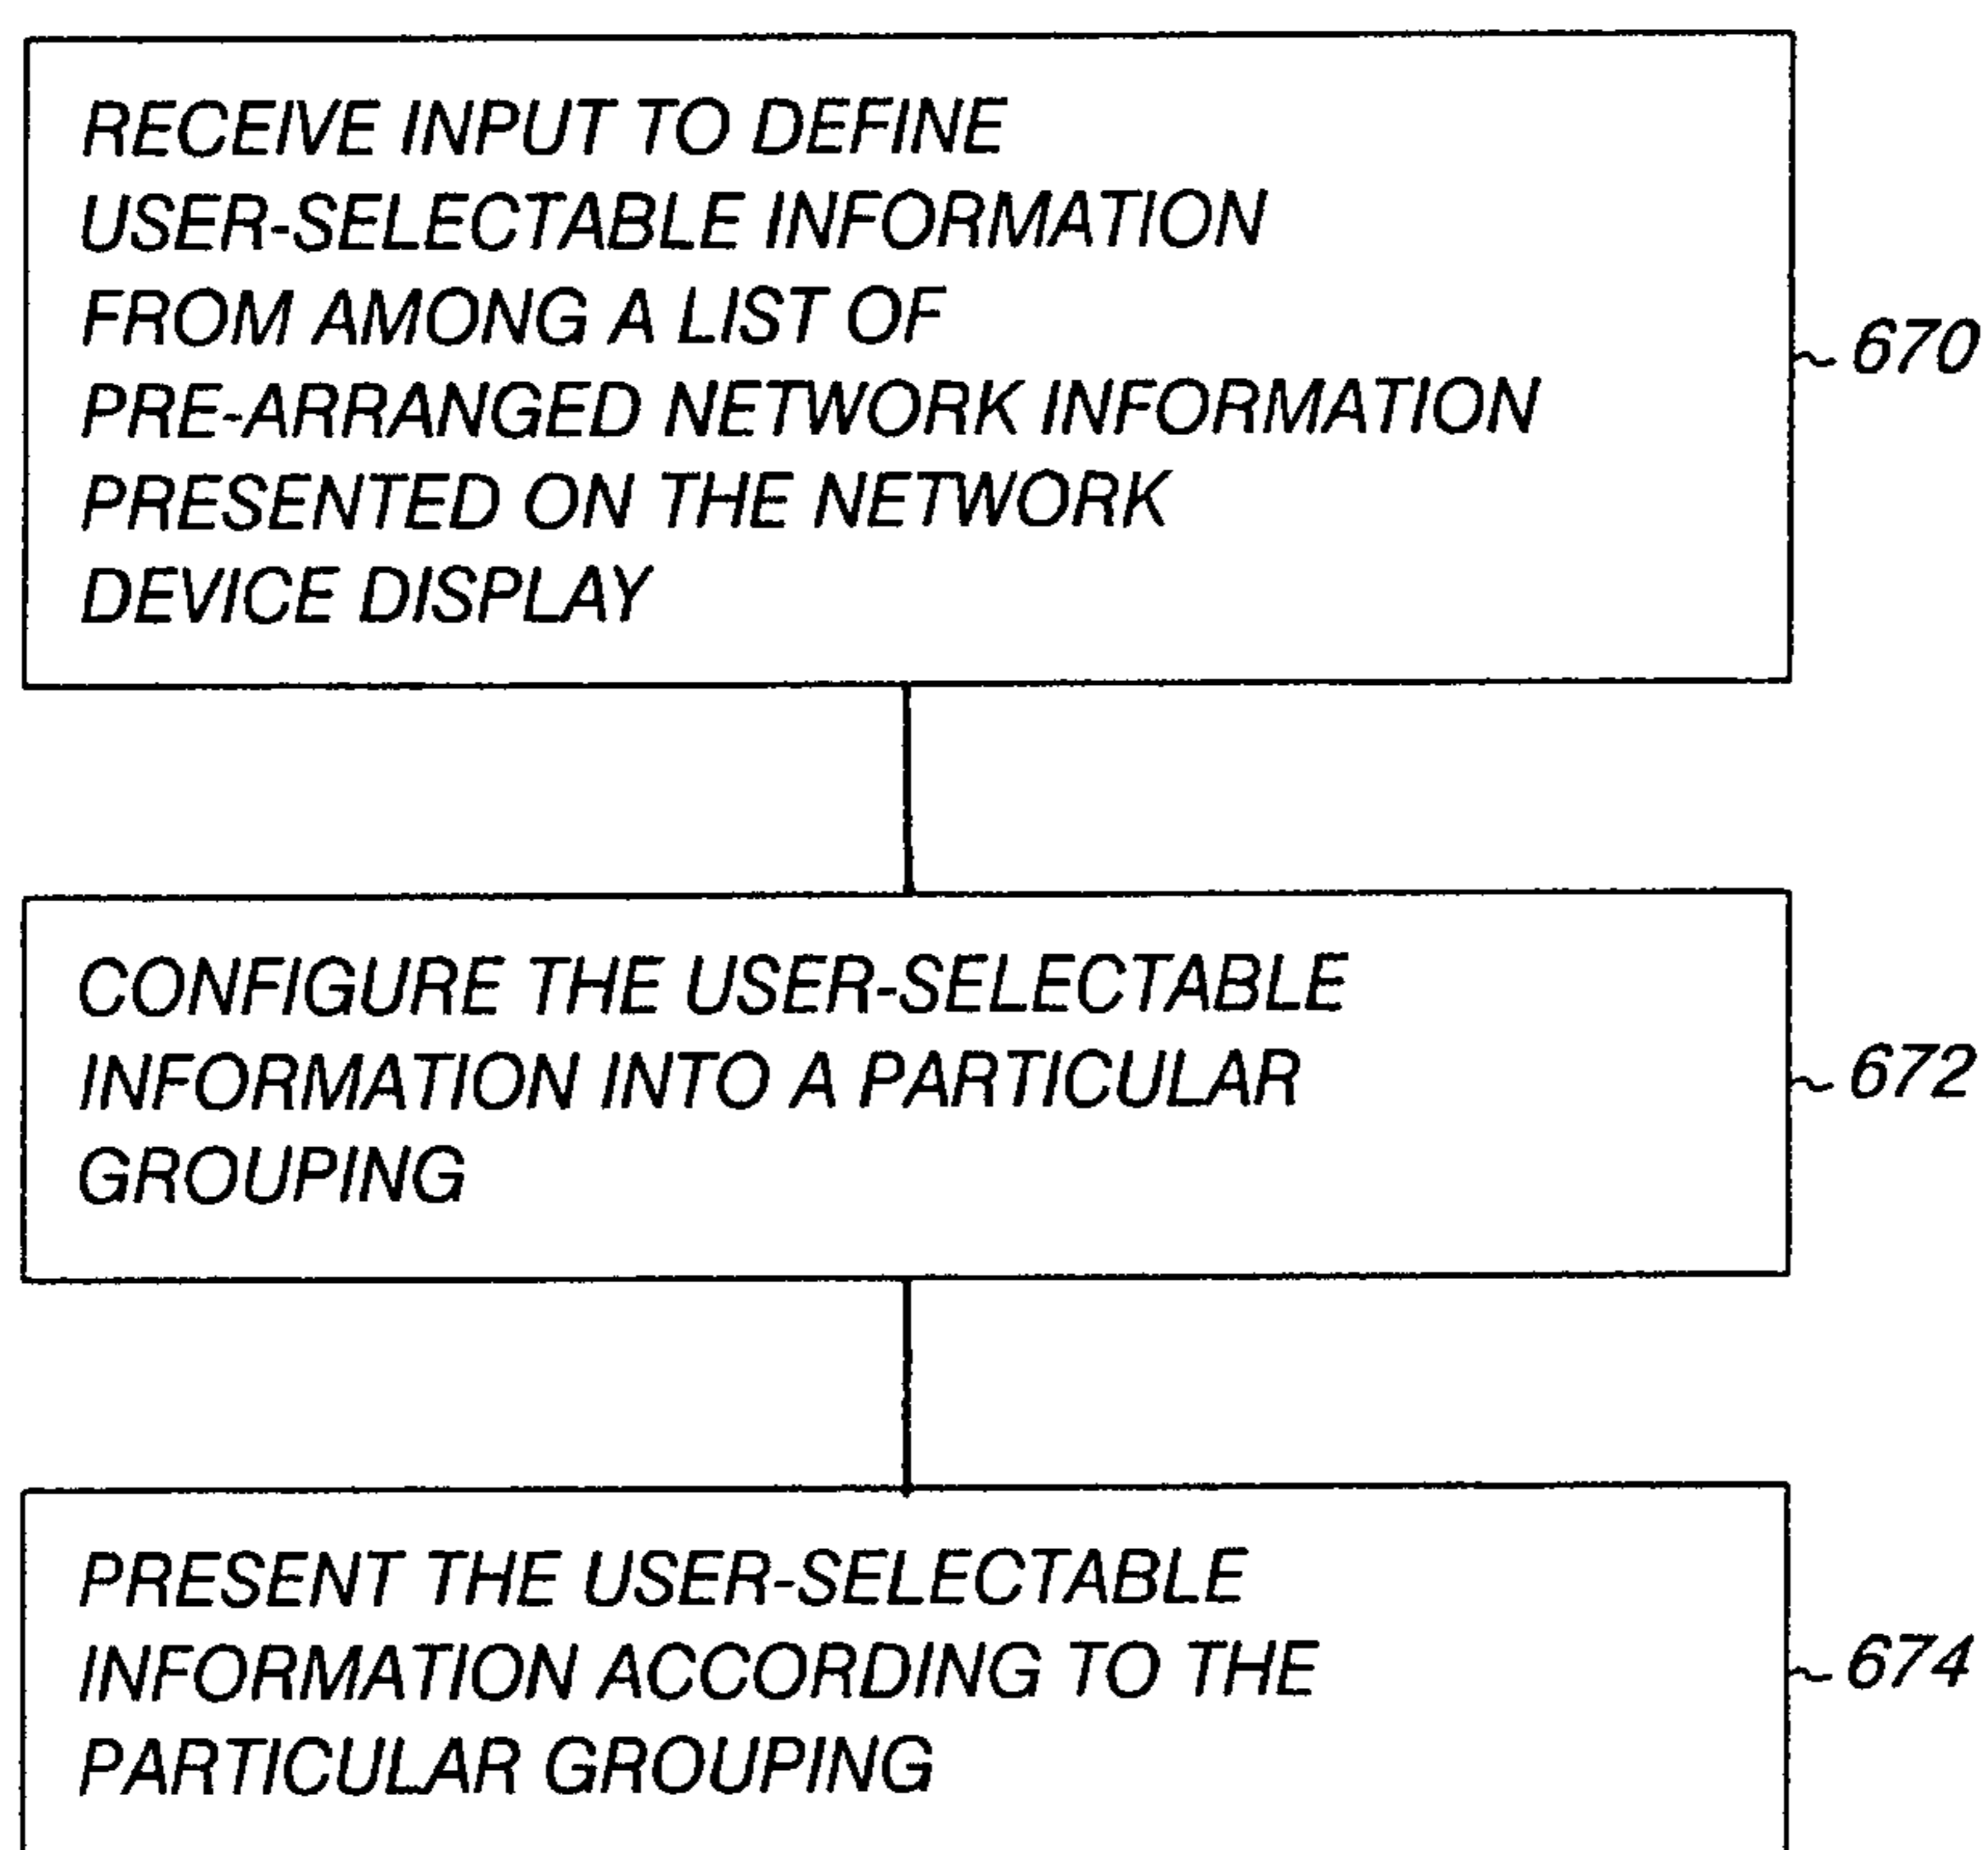 RECEIVE INPUT TO DEFINE
USER-SELECTABLE INFORMATION
FROM AMONG A LIST OF
PRE-ARRANGED NETWORK INFORMATION
PRESENTED ON THE NETWORK
DEVICE DISPLAY
670
CONFIGURE THE USER-SELECTABLE
INFORMATION INTO A PARTICULAR
GROUPING
672
PRESENT THE USER-SELECTABLE
INFORMATION ACCORDING TO THE
PARTICULAR GROUPING
674